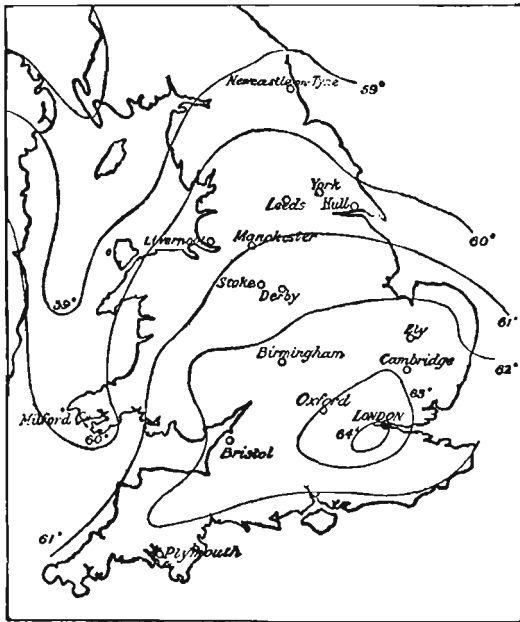 Newcastle on Tyne
59°
York
Leeds Hull
60°
Liverpool Manchester
Stoke
Derby
59°
61°
Ely
Birmingham
62°
Cambridge
63°
Oxford
LONDON
Milford
64°
60°
Bristol
61°
Plymouth